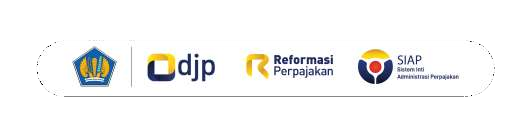 djp
Reformasi
Perpajakan
SIAP
Sistem Inti
Administrasi Perpajakan